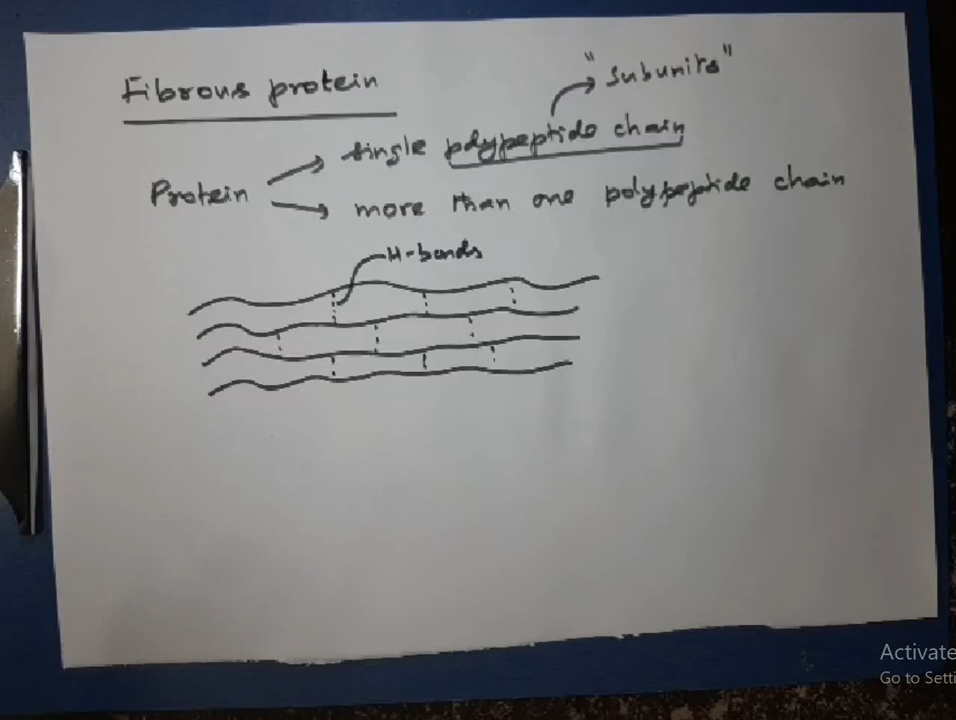 Fibrous protein
"subunits"
single polypeptide chain
Protein
more than one polypeptide chain
H-bonds
Activate
Go to Setti